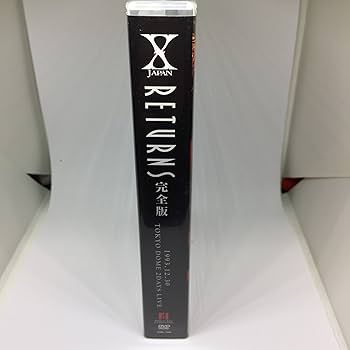 X
JAPAN
RETURNS 完全版
1993.12.30
TOKYO DOME 2DAYS LIVE
DVD